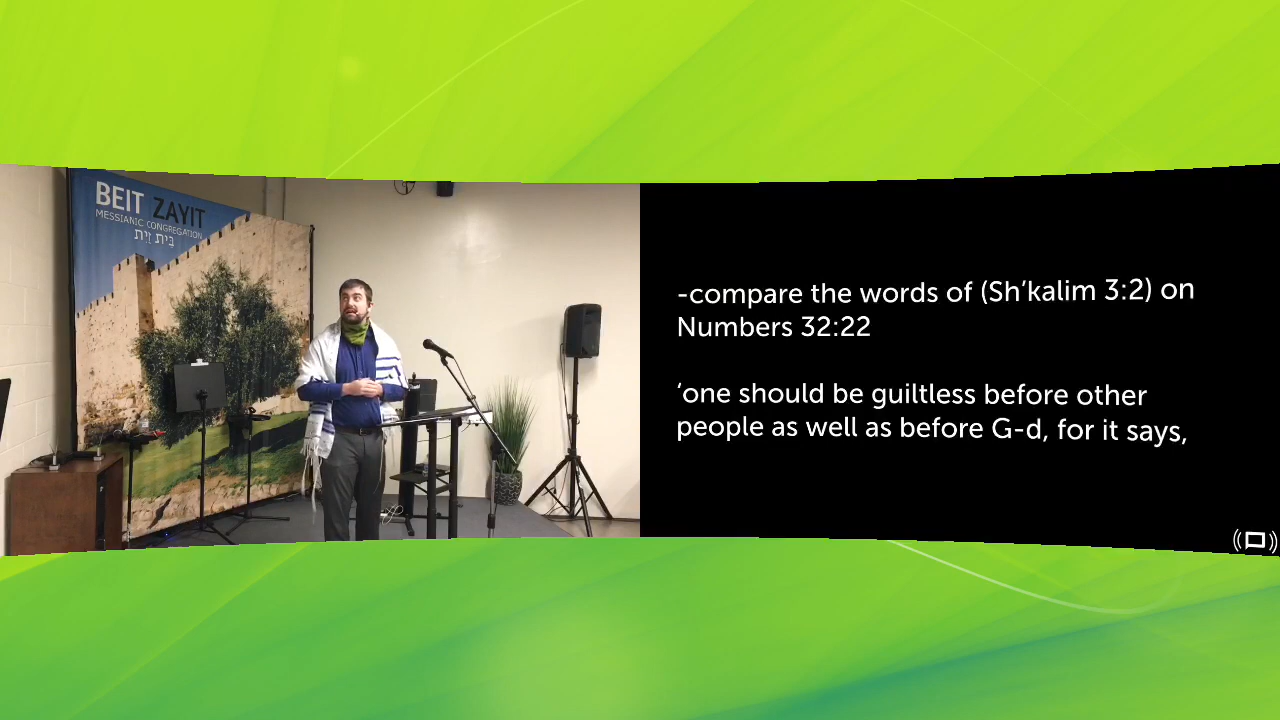 BEIT ZAYIT
MESSIANIC CONGREGATION
בית זית
-compare the words of (Sh’kalim 3:2) on
Numbers 32:22
‘one should be guiltless before other
people as well as before G-d, for it says,